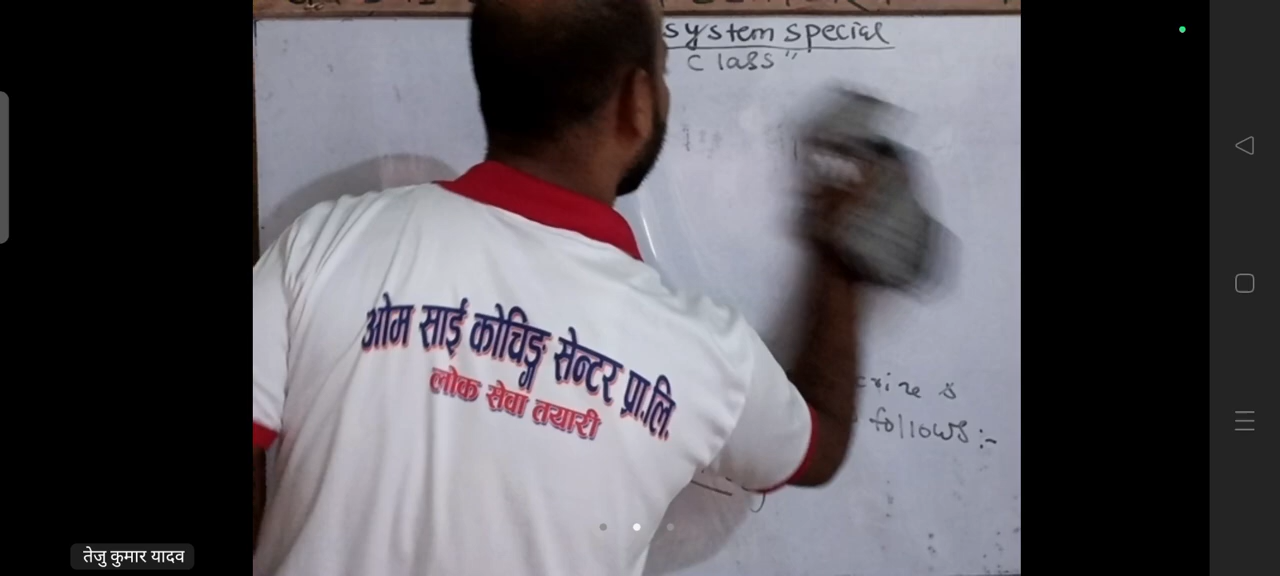 system special
class"
ओम साई कोचिङ्ग सेन्टर प्रा.लि.
लोक सेवा तयारी
follows:-
तेजु कुमार यादव